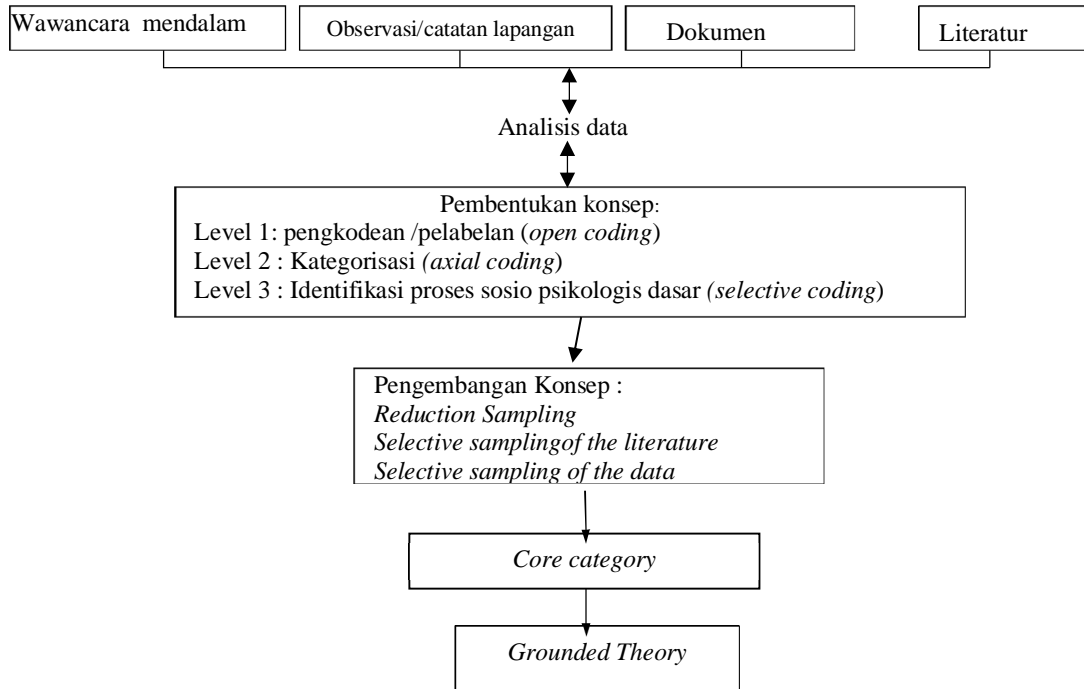 Wawancara mendalam
Observasi/catatan lapangan
Dokumen
Literatur
Analisis data
Pembentukan konsep:
Level 1: pengkodean /pelabelan (open coding)
Level 2 : Kategorisasi (axial coding)
Level 3 : Identifikasi proses sosio psikologis dasar (selective coding)
Pengembangan Konsep :
Reduction Sampling
Selective samplingof the literature
Selective sampling of the data
Core category
Grounded Theory